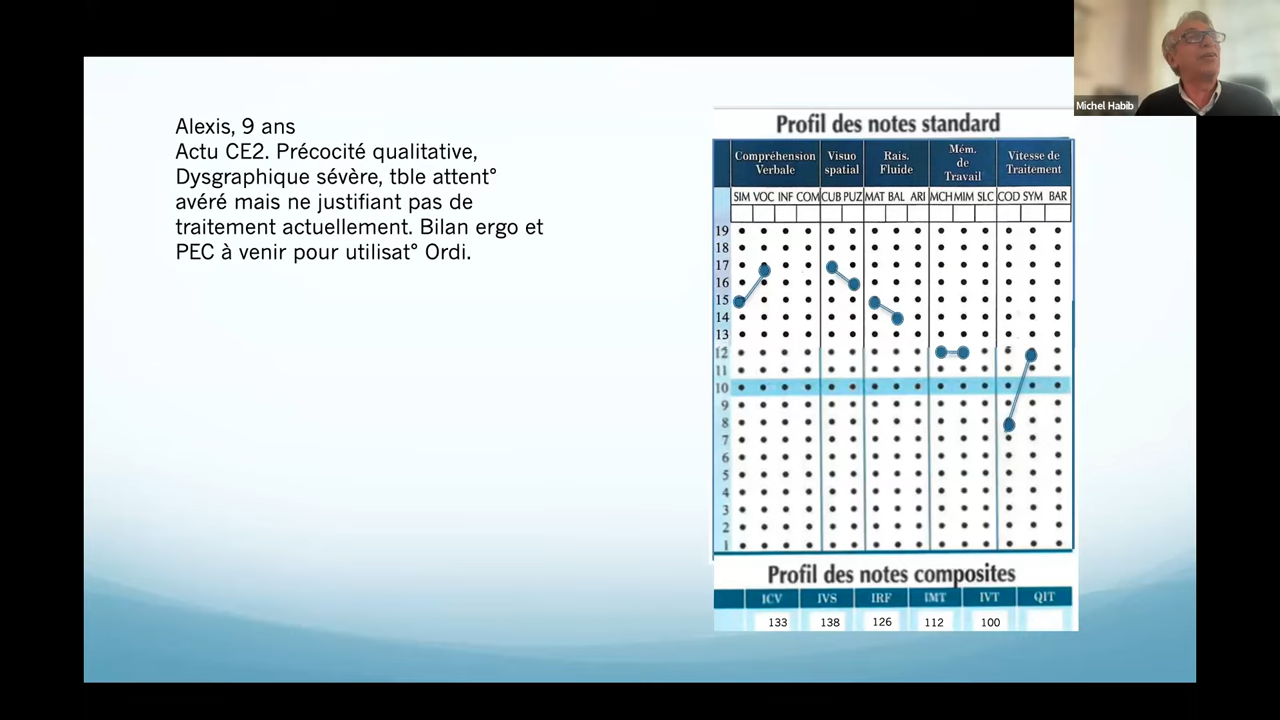 Michel Habib
Alexis, 9 ans
Actu CE2. Précocité qualitative,
Dysgraphique sévère, tble attent°
avéré mais ne justifiant pas de
traitement actuellement. Bilan ergo et
PEC à venir pour utilisat° Ordi.
Profil des notes standard
Compréhension Verbale
Visuo spatial
Rais. Fluide
Mém. de Travail
Vitesse de Traitement
SIM VOC INF COM CUB PUZ MAT BAL ARI MCH MIM SLC COD SYM BAR
19
18
17
16
15
14
13
12
11
10
9
8
7
6
5
4
3
2
1
Profil des notes composites
ICV IVS IRF IMT IVT QIT
133 138 126 112 100